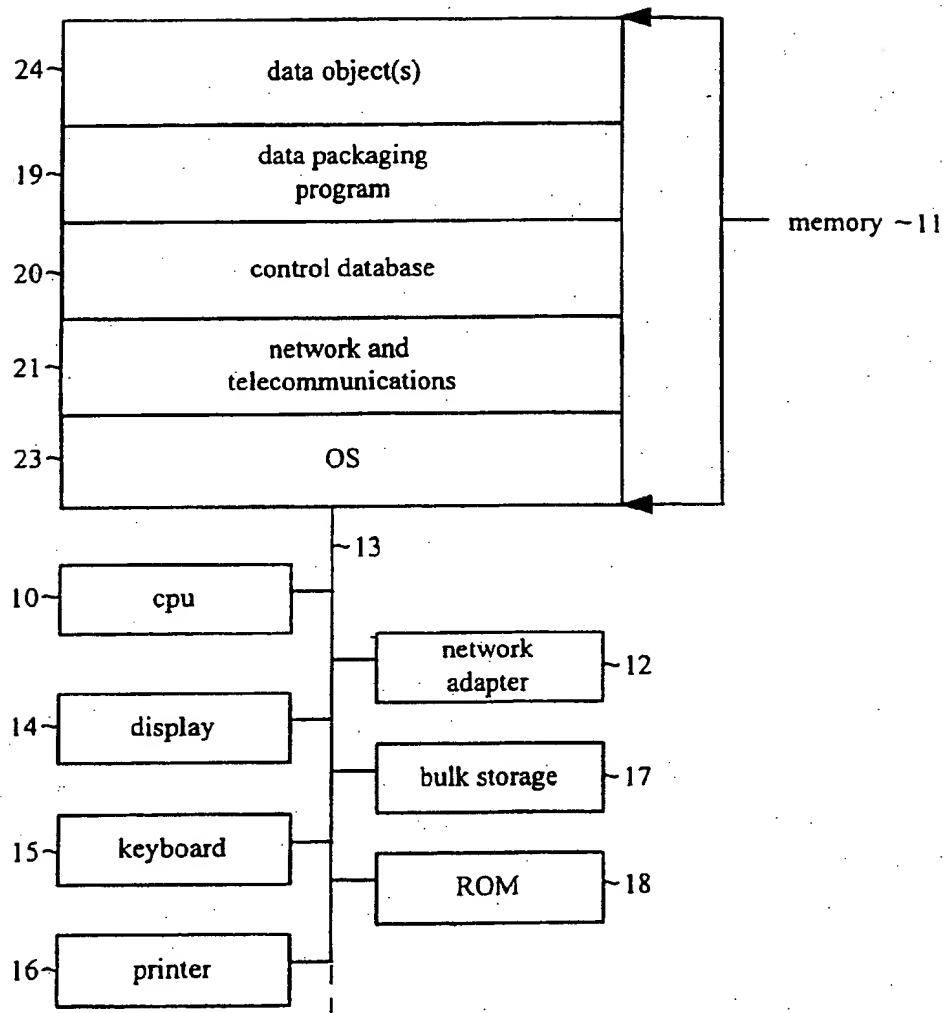 24~ data object(s)
19~ data packaging
program
memory ~11
20~ control database
21~ network and
telecommunications
23~ OS
~13
10~ cpu
network
adapter ~12
14~ display
bulk storage ~17
15~ keyboard
ROM ~18
16~ printer